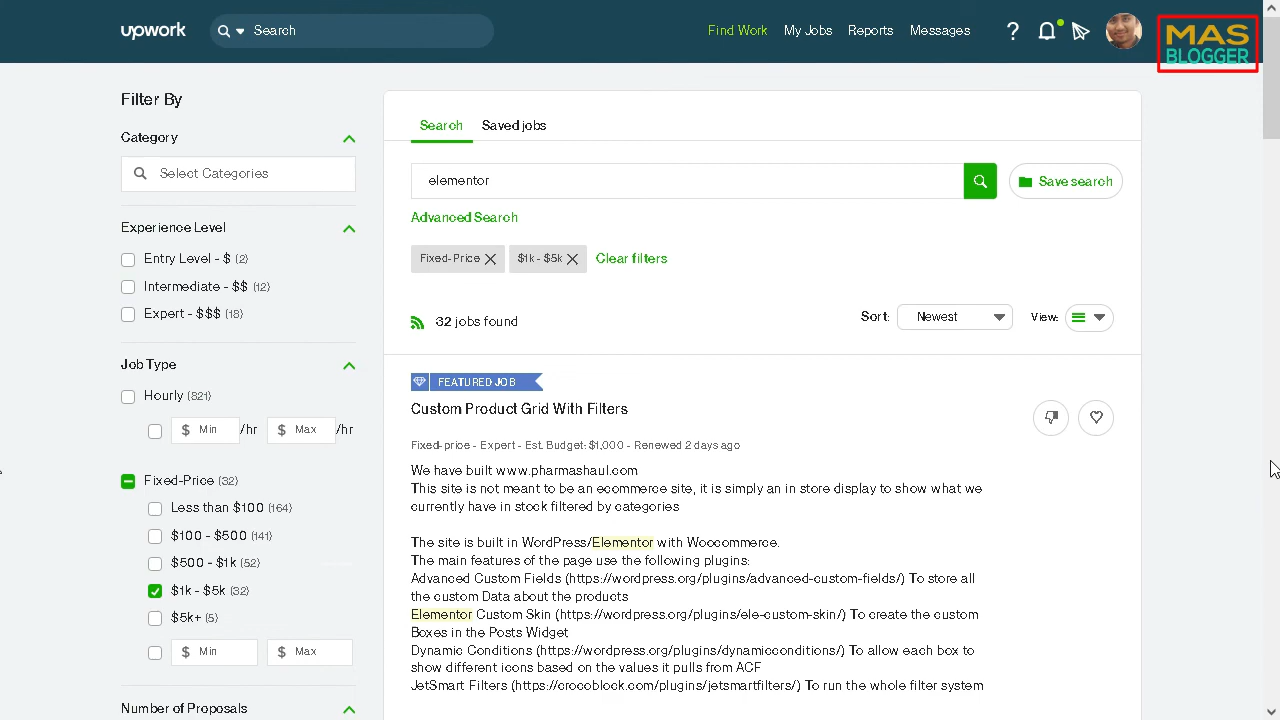 upwork
Search
Find Work
My Jobs
Reports
Messages
?
MAS
BLOGGER
Filter By
Category
Select Categories
Experience Level
Entry Level - $ (2)
Intermediate - $$ (12)
Expert - $$$ (18)
Job Type
Hourly (821)
$ Min /hr $ Max /hr
Fixed-Price (32)
Less than $100 (164)
$100 - $500 (141)
$500 - $1k (52)
$1k - $5k (32)
$5k+ (5)
$ Min $ Max
Number of Proposals
Search Saved jobs
elementor
Save search
Advanced Search
Fixed-Price $1k - $5k Clear filters
32 jobs found
Sort: Newest View:
FEATURED JOB
Custom Product Grid With Filters
Fixed-price - Expert - Est. Budget: $1,000 - Renewed 2 days ago
We have built www.pharmashaul.com
This site is not meant to be an ecommerce site, it is simply an in store display to show what we
currently have in stock filtered by categories
The site is built in WordPress/Elementor with Woocommerce.
The main features of the page use the following plugins:
Advanced Custom Fields (https://wordpress.org/plugins/advanced-custom-fields/) To store all
the custom Data about the products
Elementor Custom Skin (https://wordpress.org/plugins/ele-custom-skin/) To create the custom
Boxes in the Posts Widget
Dynamic Conditions (https://wordpress.org/plugins/dynamicconditions/) To allow each box to
show different icons based on the values it pulls from ACF
JetSmart Filters (https://crocoblock.com/plugins/jetsmartfilters/) To run the whole filter system